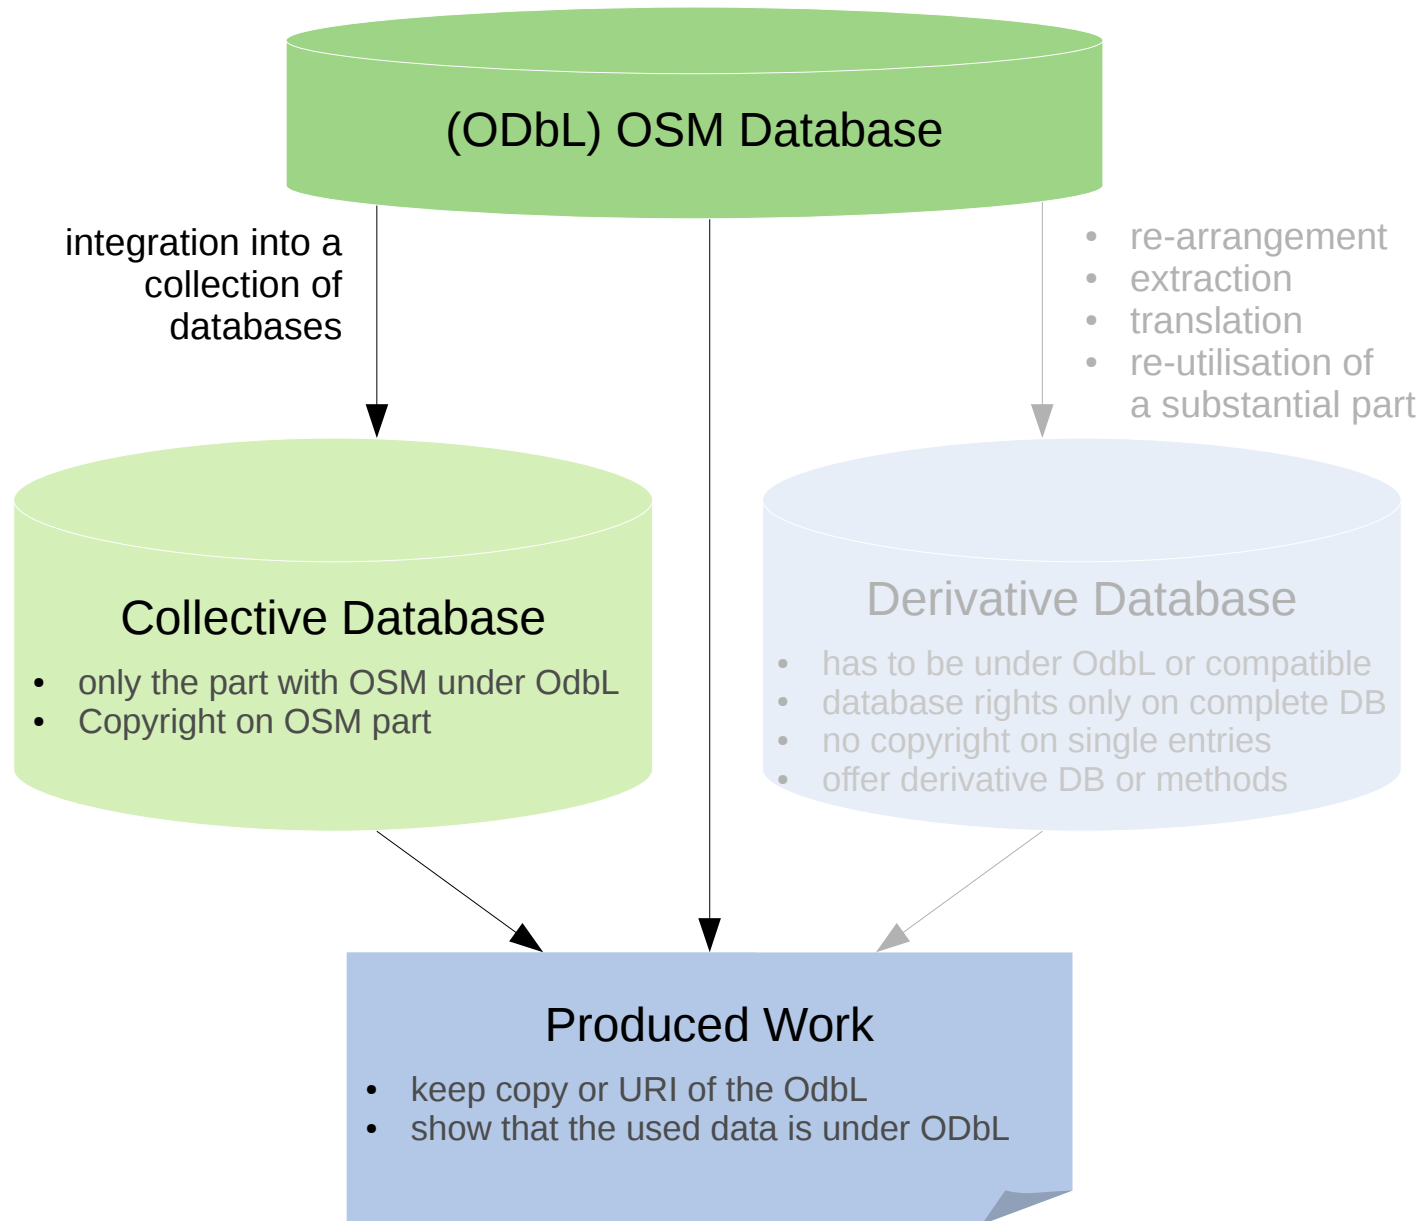 (ODbL) OSM Database
integration into a
collection of
databases
• re-arrangement
• extraction
• translation
• re-utilisation of
a substantial part
Collective Database
• only the part with OSM under OdbL
• Copyright on OSM part
Derivative Database
• has to be under OdbL or compatible
• database rights only on complete DB
• no copyright on single entries
• offer derivative DB or methods
Produced Work
• keep copy or URI of the OdbL
• show that the used data is under ODbL